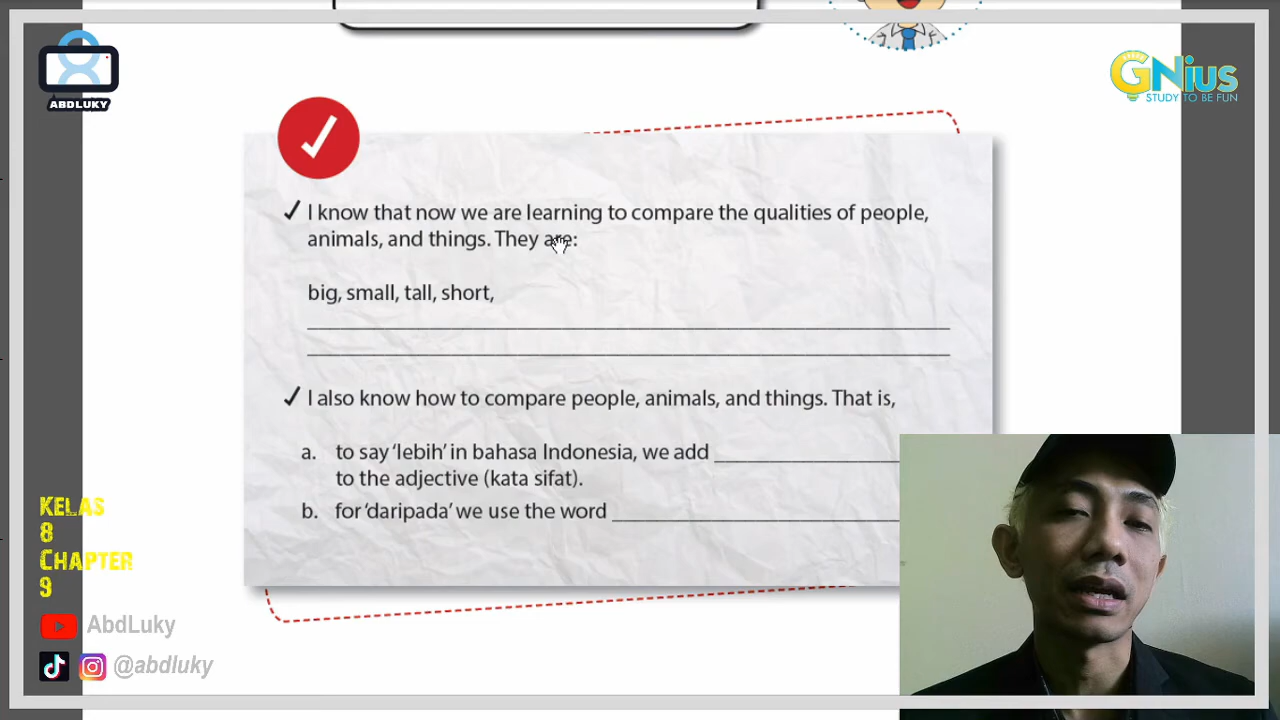 ABDLUKY
GNius
STUDY TO BE FUN
✓ I know that now we are learning to compare the qualities of people,
animals, and things. They are:
big, small, tall, short,
✓ I also know how to compare people, animals, and things. That is,
a. to say ‘lebih’ in bahasa Indonesia, we add
to the adjective (kata sifat).
b. for ‘daripada’ we use the word
KELAS
8
CHAPTER
9
AbdLuky
@abdluky